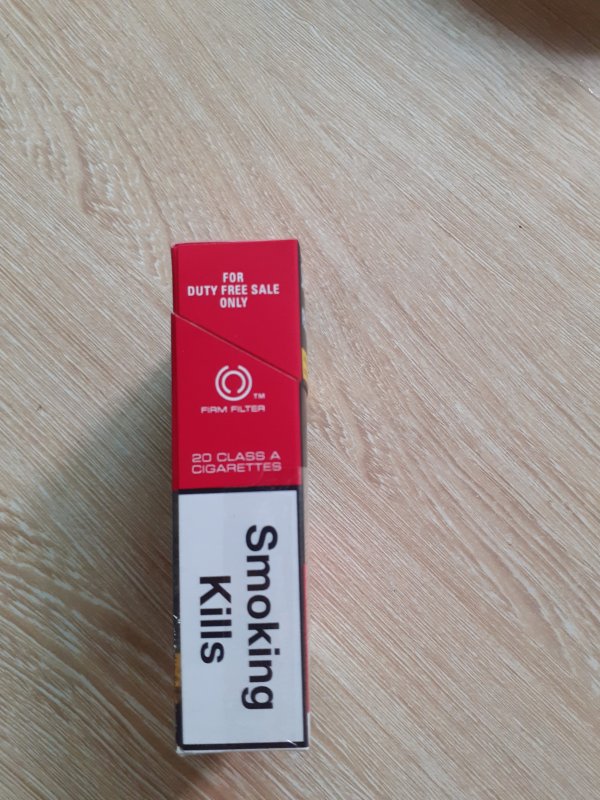 FOR
DUTY FREE SALE
ONLY
TM
FIRM FILTER
20 CLASS A
CIGARETTES
Smoking
Kills